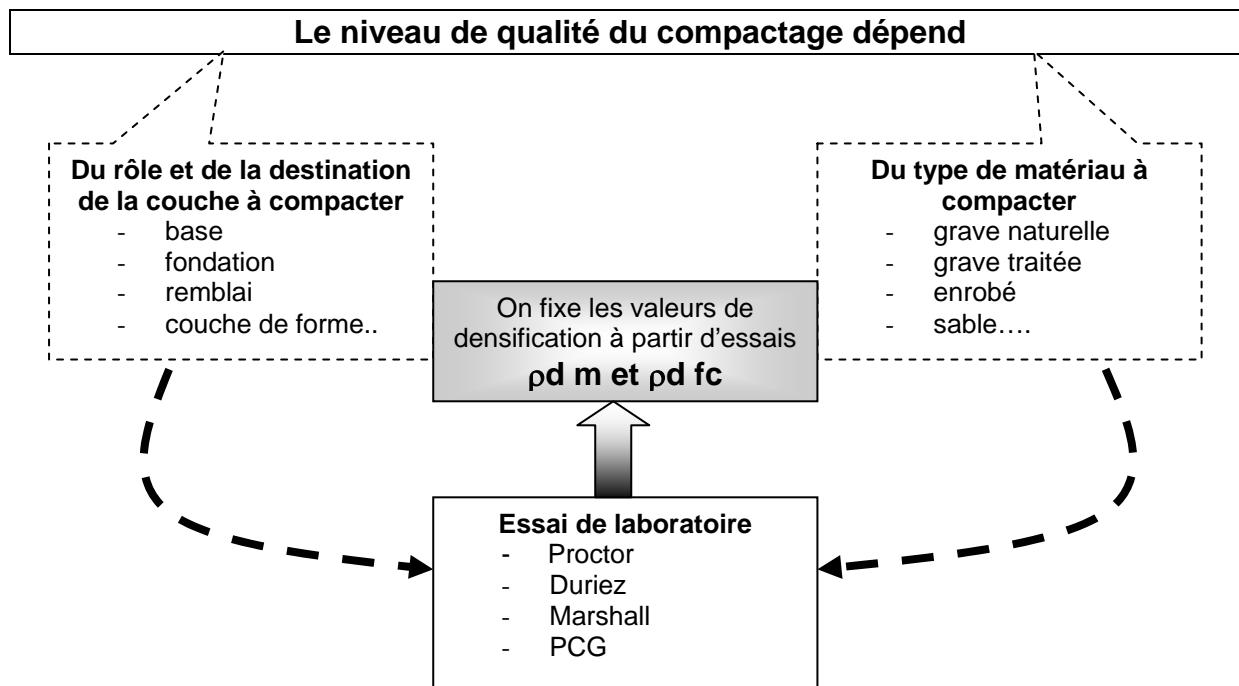 Le niveau de qualité du compactage dépend
Du rôle et de la destination
de la couche à compacter
- base
- fondation
- remblai
- couche de forme..
Du type de matériau à
compacter
- grave naturelle
- grave traitée
- enrobé
- sable….
On fixe les valeurs de
densification à partir d’essais
ρd m et ρd fc
Essai de laboratoire
- Proctor
- Duriez
- Marshall
- PCG